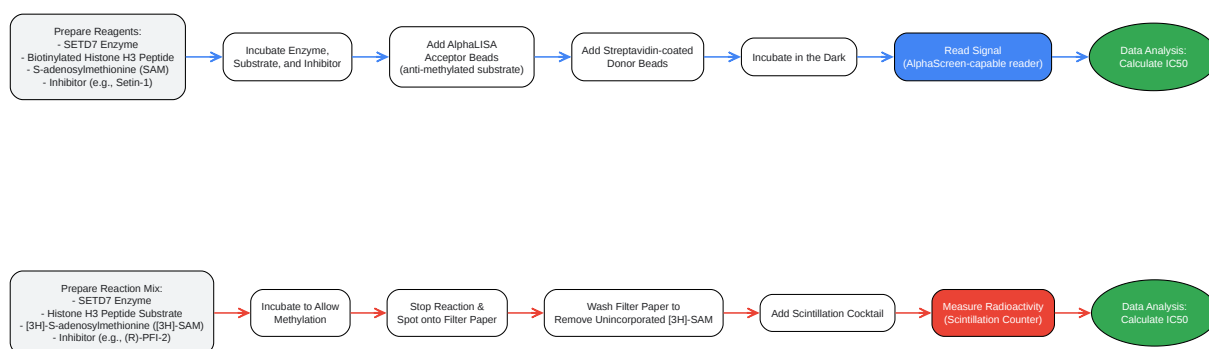 Prepare Reagents:
- SETD7 Enzyme
- Biotinylated Histone H3 Peptide
- S-adenosylmethionine (SAM)
- Inhibitor (e.g., Setin-1)
Incubate Enzyme,
Substrate, and Inhibitor
Add AlphaLISA
Acceptor Beads
(anti-methylated substrate)
Add Streptavidin-coated
Donor Beads
Incubate in the Dark
Read Signal
(AlphaScreen-capable reader)
Data Analysis:
Calculate IC50
Prepare Reaction Mix:
- SETD7 Enzyme
- Histone H3 Peptide Substrate
- [3H]-S-adenosylmethionine ([3H]-SAM)
- Inhibitor (e.g., (R)-PFI-2)
Incubate to Allow
Methylation
Stop Reaction &
Spot onto Filter Paper
Wash Filter Paper to
Remove Unincorporated [3H]-SAM
Add Scintillation Cocktail
Measure Radioactivity
(Scintillation Counter)
Data Analysis:
Calculate IC50